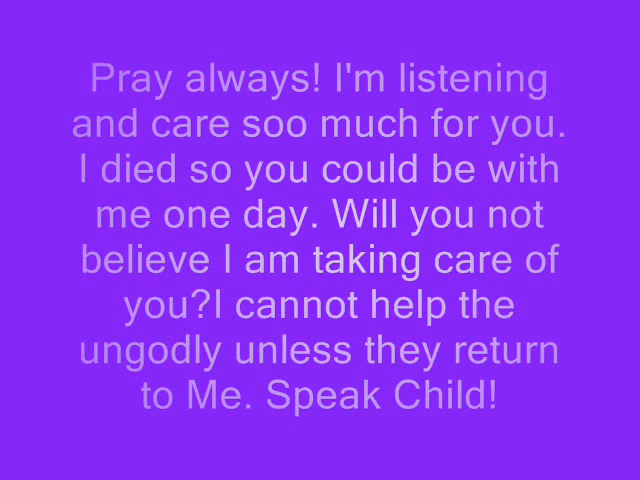 Pray always! I'm listening
and care soo much for you.
I died so you could be with
me one day. Will you not
believe I am taking care of
you?I cannot help the
ungodly unless they return
to Me. Speak Child!